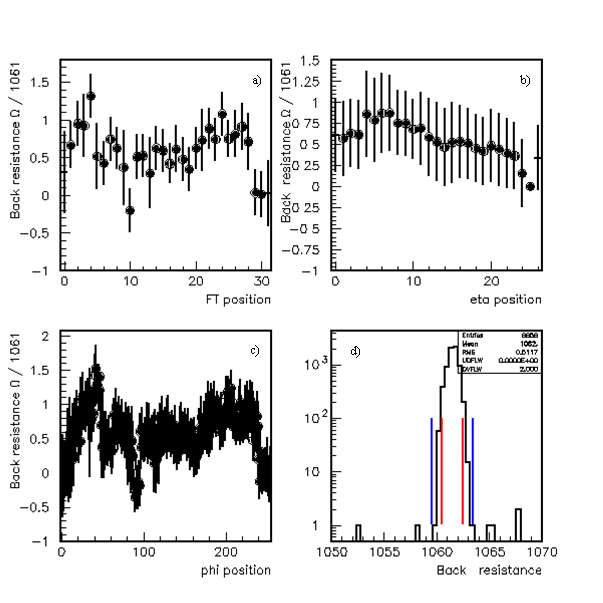 a)
Back resistance Ω / 1061
1.5
1
0.5
0
−0.5
−1
0
10
20
30
FT position
b)
Back resistance Ω / 1061
1.5
1.25
1
0.75
0.5
0.25
0
−0.25
−0.5
−0.75
−1
0
10
20
eta position
c)
Back resistance Ω / 1061
2
1.5
1
0.5
0
−0.5
−1
0
100
200
phi position
d)
Entries
Mean 1062.
RMS 0.5117
UDFLW 0.0000E+00
OVFLW 2.000
10³
10²
10
1
1050
1055
1060
1065
1070
Back resistance